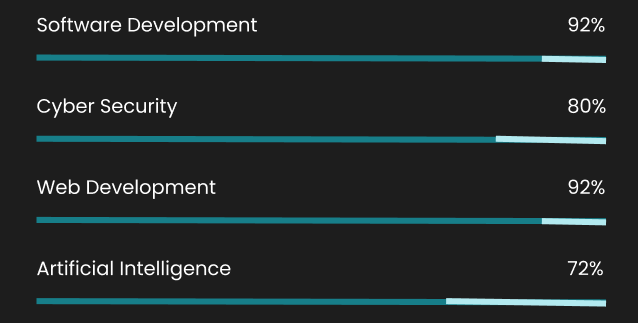 Software Development 92%
Cyber Security 80%
Web Development 92%
Artificial Intelligence 72%